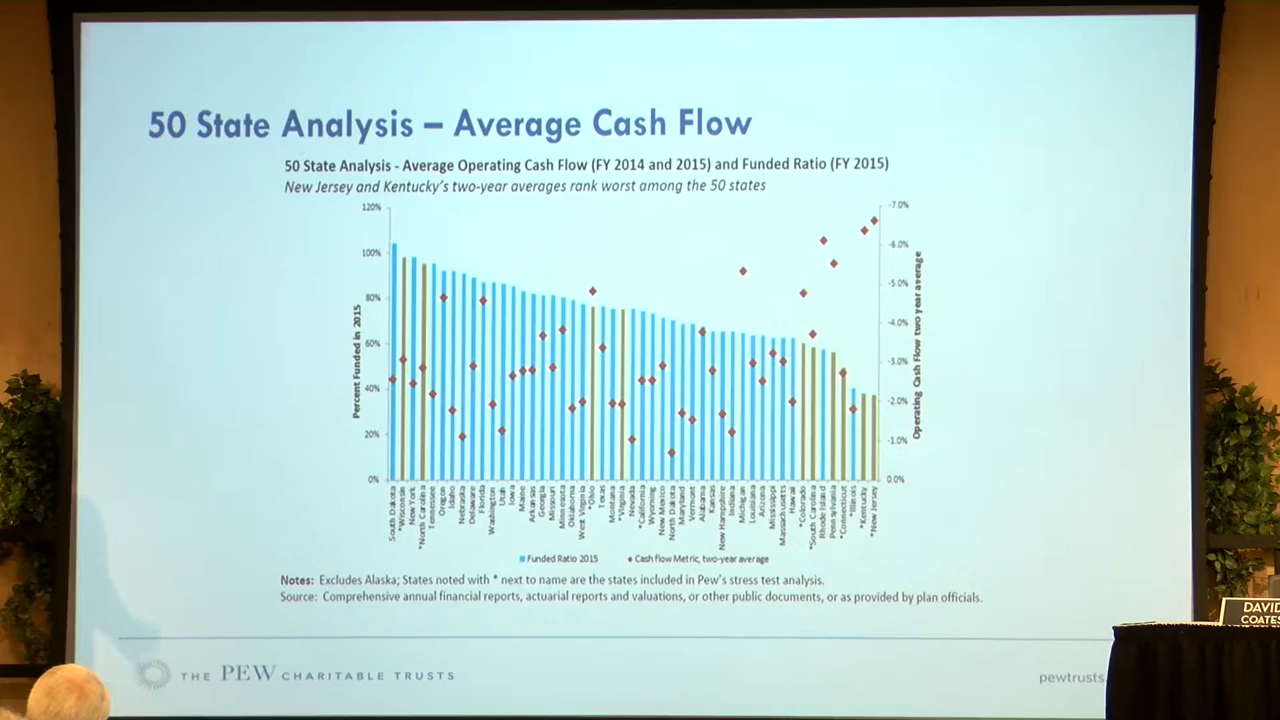 50 State Analysis – Average Cash Flow
50 State Analysis - Average Operating Cash Flow (FY 2014 and 2015) and Funded Ratio (FY 2015)
New Jersey and Kentucky's two-year averages rank worst among the 50 states
120%
100%
80%
60%
40%
20%
0%
Percent Funded in 2015
-7.0%
-6.0%
-5.0%
-4.0%
-3.0%
-2.0%
-1.0%
0.0%
Operating Cash Flow two year average
South Dakota
*Wisconsin
New York
*North Carolina
Tennessee
Oregon
Idaho
Nebraska
Delaware
Florida
Washington
Utah
Iowa
Maine
Arkansas
Georgia
Missouri
Minnesota
Oklahoma
West Virginia
*Ohio
Texas
Montana
*Virginia
Nevada
*California
Wyoming
New Mexico
North Dakota
Maryland
Vermont
Alabama
Kansas
New Hampshire
Indiana
Michigan
Louisiana
Arizona
Mississippi
Massachusetts
Hawaii
*Colorado
*South Carolina
Rhode Island
Pennsylvania
*Connecticut
*Illinois
*Kentucky
*New Jersey
Funded Ratio 2015
Cash flow Metric, two-year average
Notes: Excludes Alaska; States noted with * next to name are the states included in Pew's stress test analysis.
Source: Comprehensive annual financial reports, actuarial reports and valuations, or other public documents, or as provided by plan officials.
THE PEW CHARITABLE TRUSTS
pewtrusts
DAVID
COATES